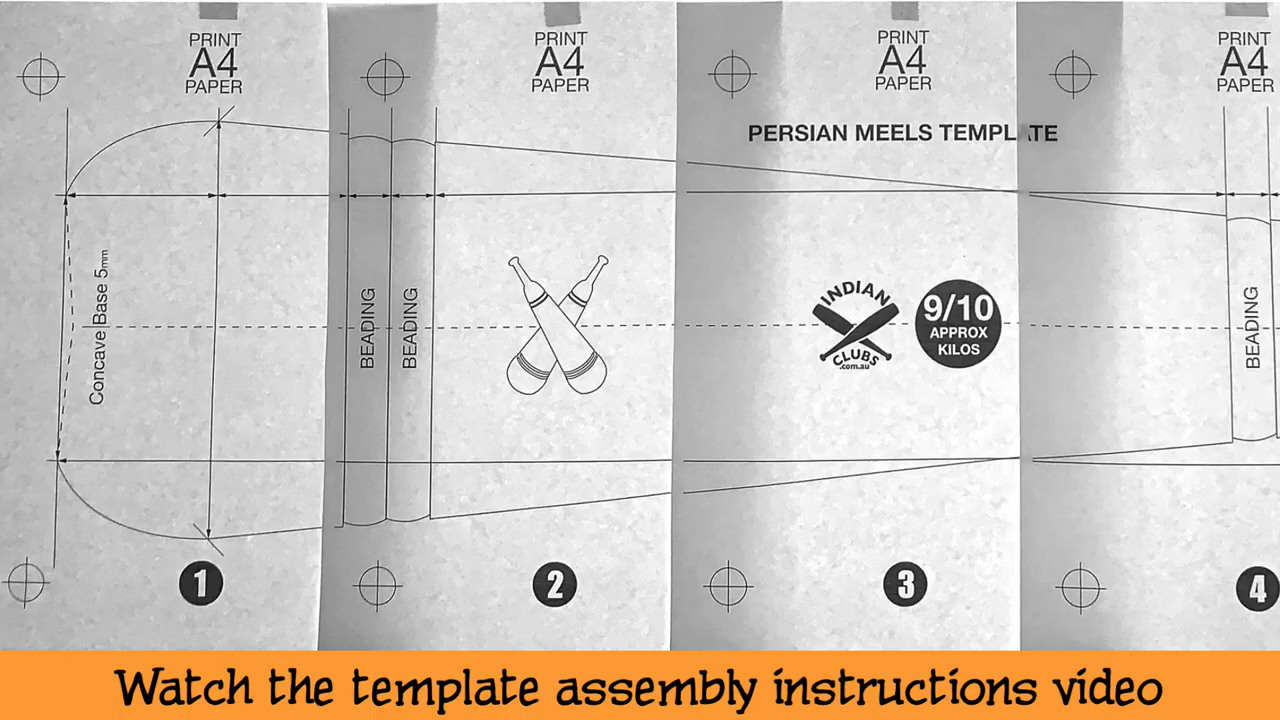 PRINT
A4
PAPER
Concave Base 5mm
1
PRINT
A4
PAPER
BEADING
BEADING
2
PRINT
A4
PAPER
PERSIAN MEELS TEMPLATE
INDIAN
CLUBS
.com.au
9/10
APPROX
KILOS
3
PRINT
A4
PAPER
BEADING
4
Watch the template assembly instructions video